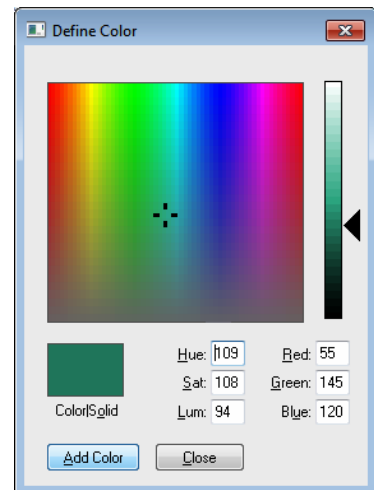 Define Color
Hue: 109 Red: 55
Sat: 108 Green: 145
Color|Solid Lum: 94 Blue: 120
Add Color Close